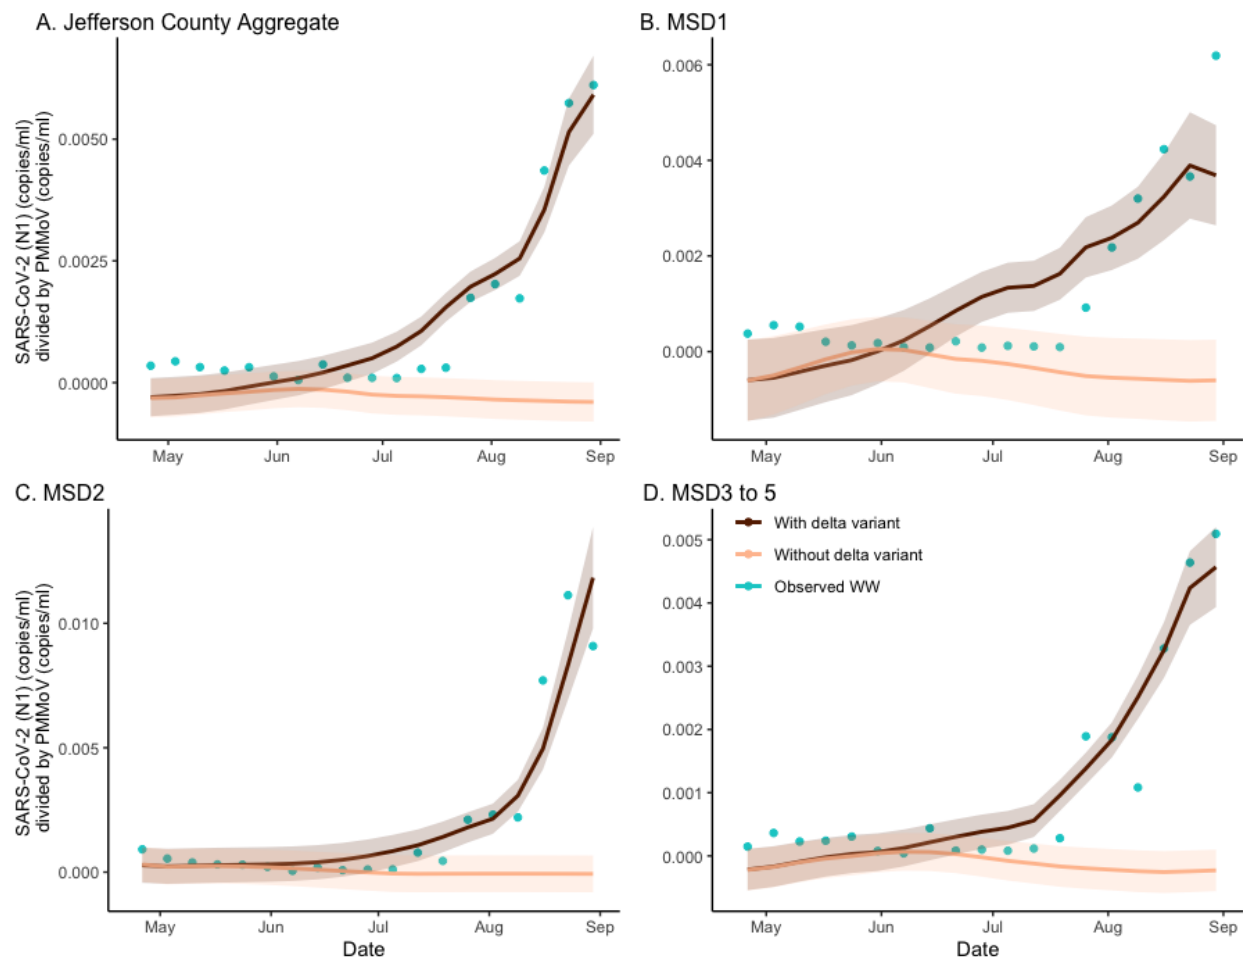 A. Jefferson County Aggregate
SARS-CoV-2 (N1) (copies/ml)
divided by PMMoV (copies/ml)
0.0050
0.0025
0.0000
May Jun Jul Aug Sep
B. MSD1
0.006
0.004
0.002
0.000
May Jun Jul Aug Sep
C. MSD2
SARS-CoV-2 (N1) (copies/ml)
divided by PMMoV (copies/ml)
0.010
0.005
0.000
May Jun Jul Aug Sep
Date
D. MSD3 to 5
With delta variant
Without delta variant
Observed WW
0.005
0.004
0.003
0.002
0.001
0.000
May Jun Jul Aug Sep
Date